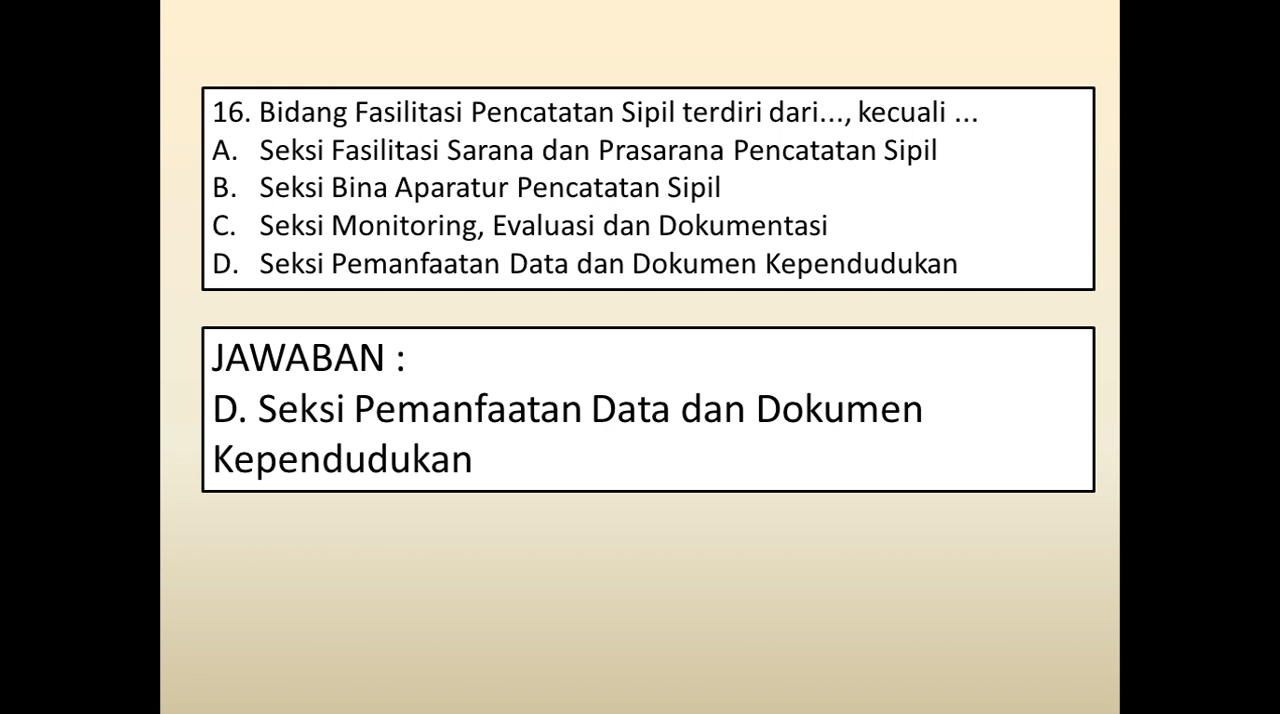 16. Bidang Fasilitasi Pencatatan Sipil terdiri dari..., kecuali ...
A. Seksi Fasilitasi Sarana dan Prasarana Pencatatan Sipil
B. Seksi Bina Aparatur Pencatatan Sipil
C. Seksi Monitoring, Evaluasi dan Dokumentasi
D. Seksi Pemanfaatan Data dan Dokumen Kependudukan
JAWABAN :
D. Seksi Pemanfaatan Data dan Dokumen
Kependudukan